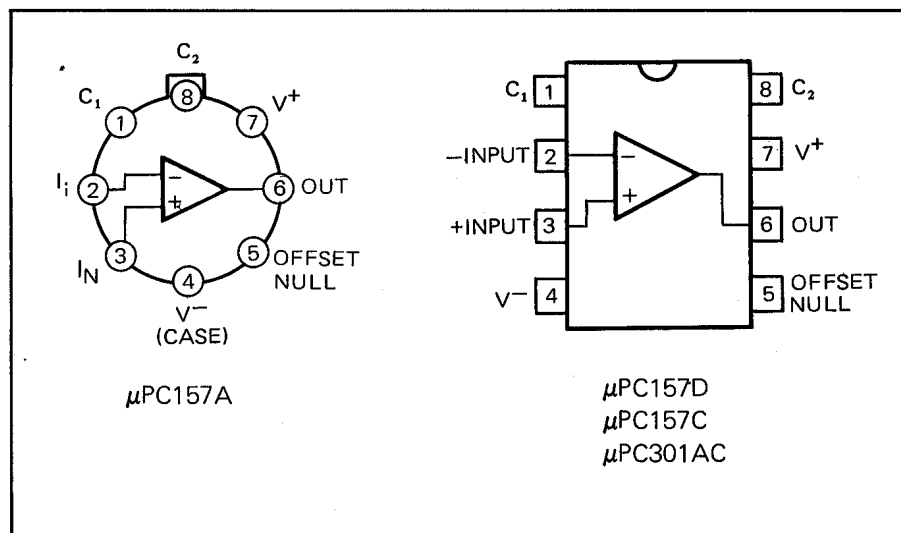 C₂
8
C₁
1
7
V⁺
Iᵢ
2
−
+
6
OUT
3
I_N
4
5
OFFSET
NULL
V⁻
(CASE)
μPC157A
C₁
1
8
C₂
−INPUT
2
−
7
V⁺
+INPUT
3
+
6
OUT
V⁻
4
5
OFFSET
NULL
μPC157D
μPC157C
μPC301AC